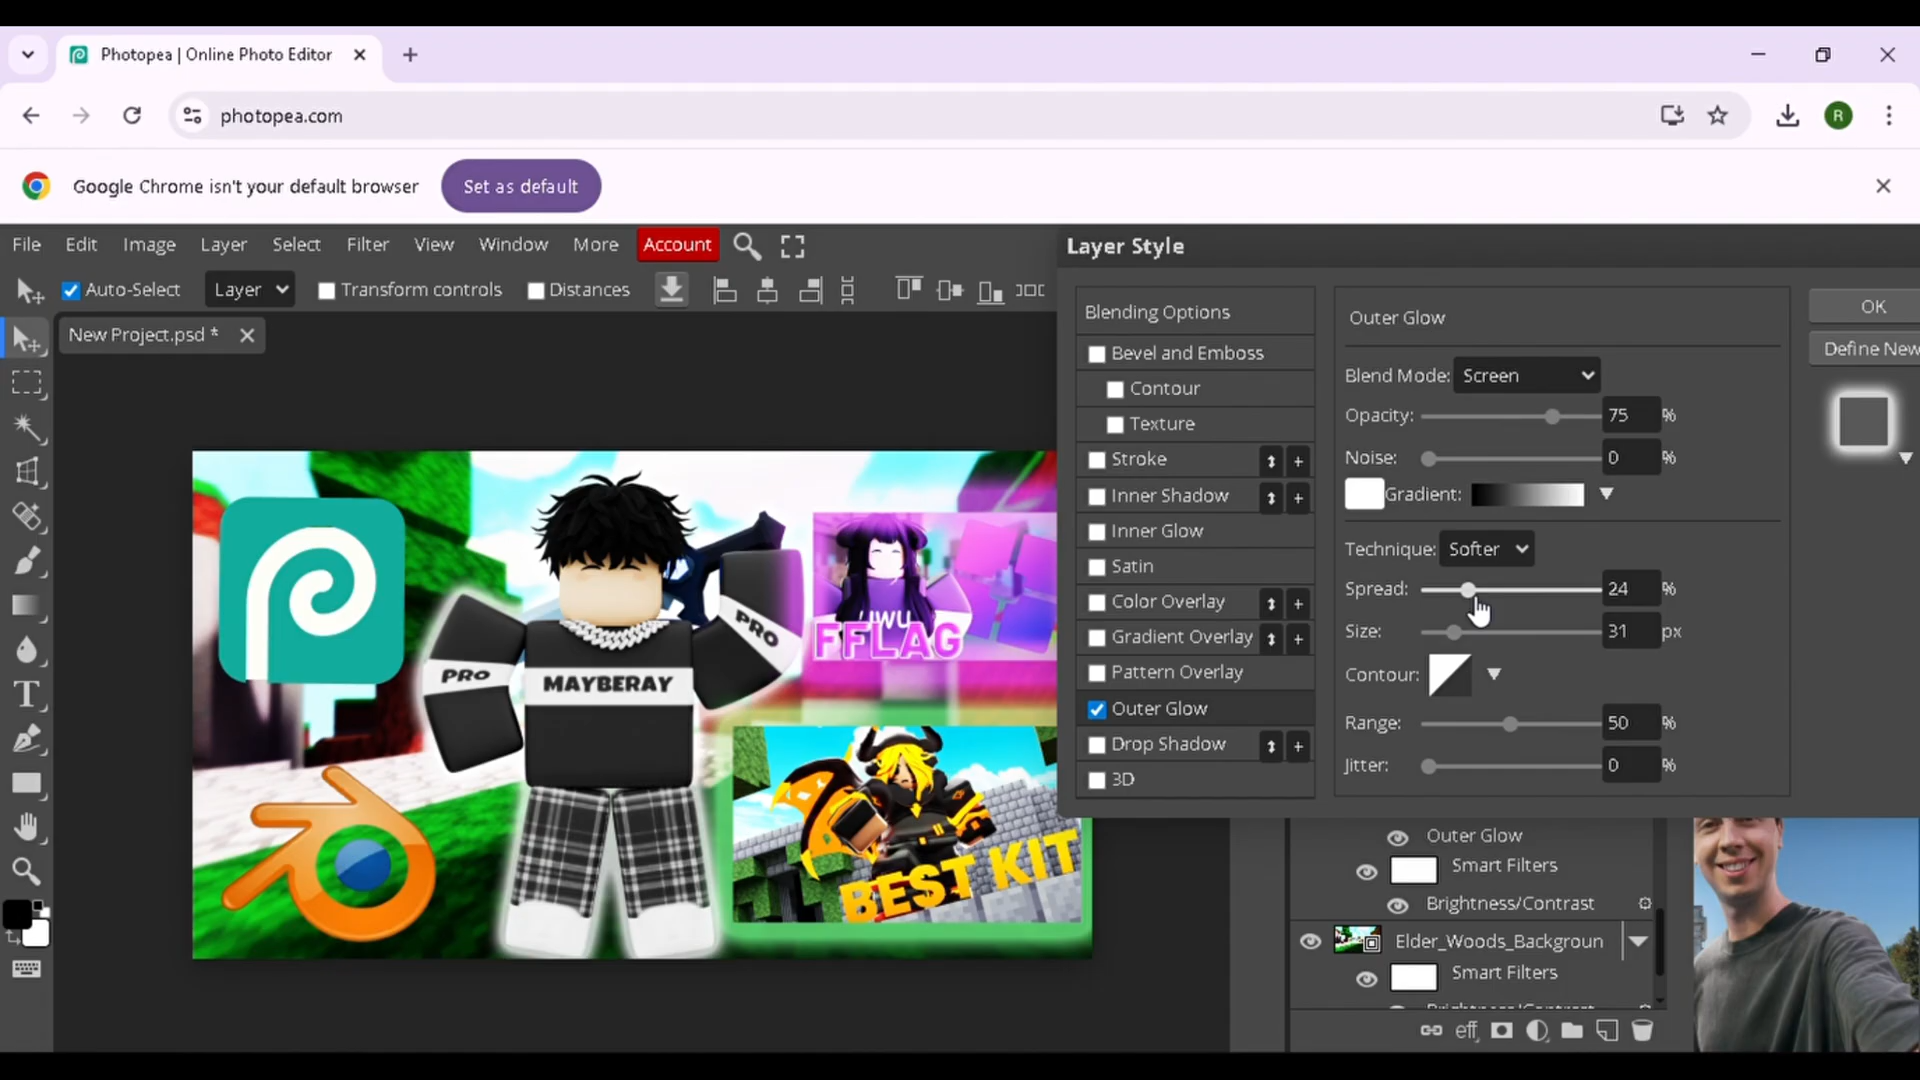 Photopea | Online Photo Editor
photopea.com
R
Google Chrome isn't your default browser
Set as default
File Edit Image Layer Select Filter View Window More Account
Auto-Select Layer Transform controls Distances
New Project.psd *
Layer Style
Blending Options
Bevel and Emboss
Contour
Texture
Stroke +
Inner Shadow +
Inner Glow
Satin
Color Overlay +
Gradient Overlay +
Pattern Overlay
Outer Glow
Drop Shadow +
3D
Outer Glow
Blend Mode: Screen
Opacity: 75 %
Noise: 0 %
Gradient:
Technique: Softer
Spread: 24 %
Size: 31 px
Contour:
Range: 50 %
Jitter: 0 %
OK
Define New
PRO
MAYBERAY
PRO
UWU
FFLAG
BEST KIT
Outer Glow
Smart Filters
Brightness/Contrast
Elder_Woods_Backgroun
Smart Filters
Brightness/Contrast
eff